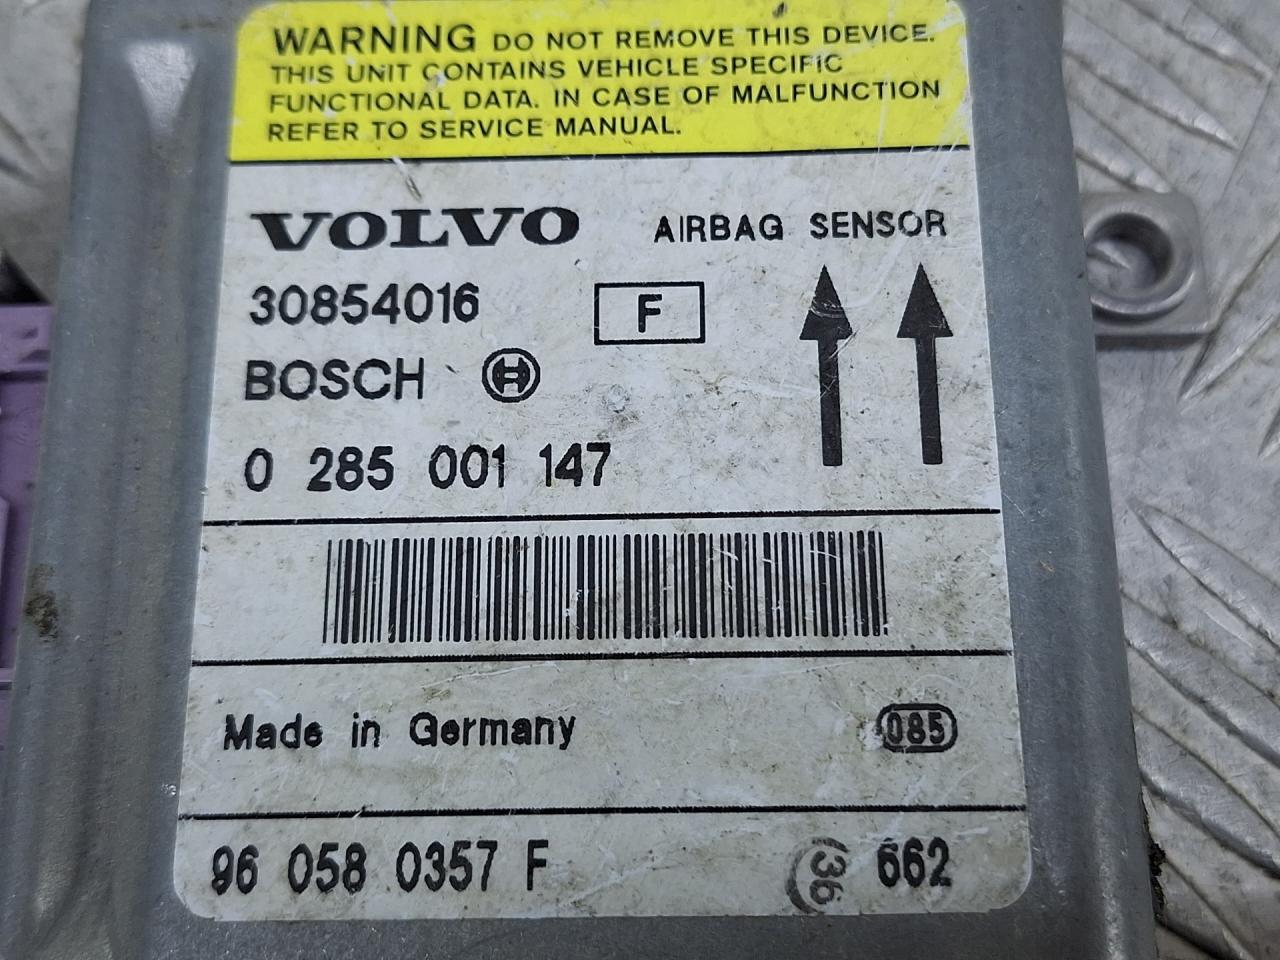 WARNING DO NOT REMOVE THIS DEVICE.
THIS UNIT CONTAINS VEHICLE SPECIFIC
FUNCTIONAL DATA. IN CASE OF MALFUNCTION
REFER TO SERVICE MANUAL.
VOLVO AIRBAG SENSOR
30854016 F
BOSCH
0 285 001 147
Made in Germany 085
96 058 0357 F 662